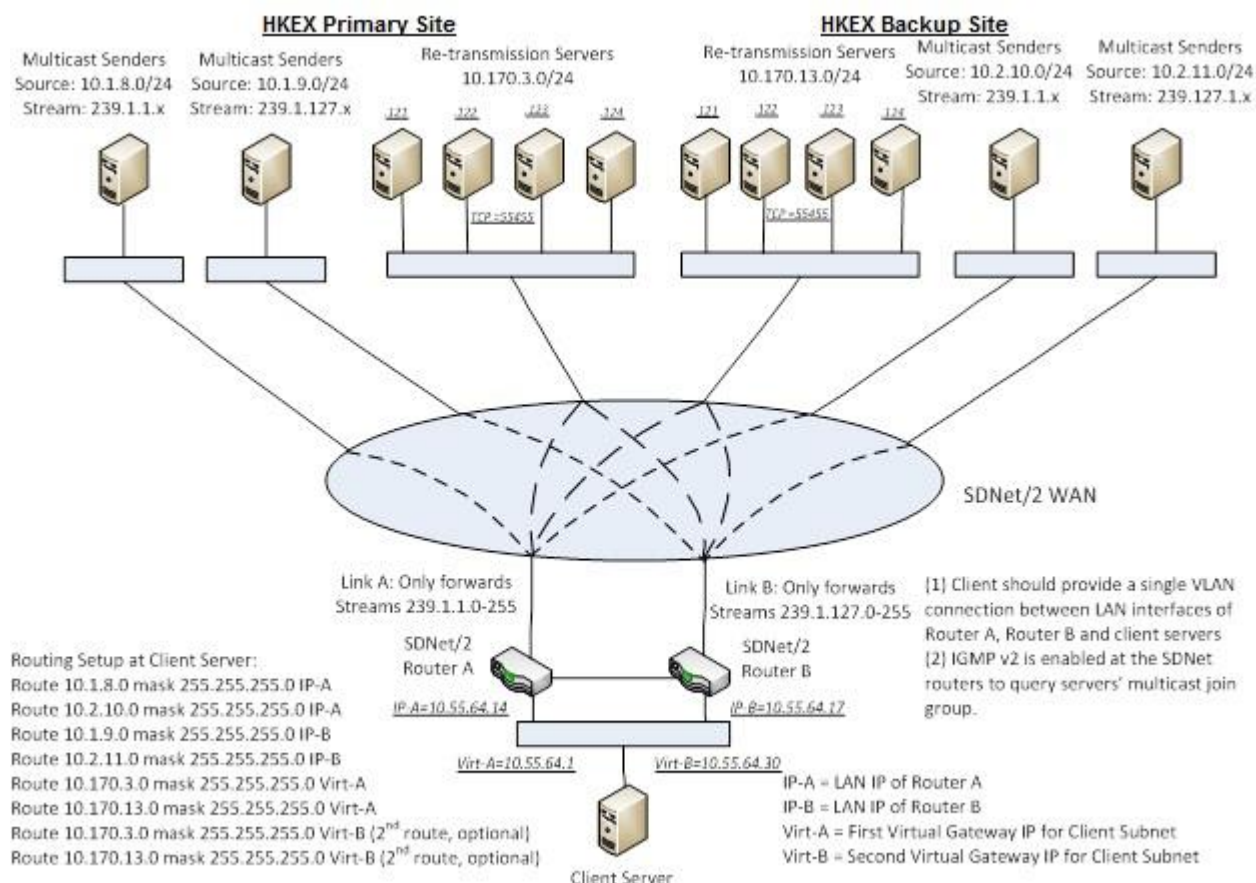 HKEX Primary Site
HKEX Backup Site
Multicast Senders
Source: 10.1.8.0/24
Stream: 239.1.1.x
Multicast Senders
Source: 10.1.9.0/24
Stream: 239.1.127.x
Re-transmission Servers
10.170.3.0/24
Re-transmission Servers
10.170.13.0/24
Multicast Senders
Source: 10.2.10.0/24
Stream: 239.1.1.x
Multicast Senders
Source: 10.2.11.0/24
Stream: 239.127.1.x
.121
.122
.123
.124
.121
.122
.123
.124
TCP =55455
TCP =55455
SDNet/2 WAN
Link A: Only forwards
Streams 239.1.1.0-255
Link B: Only forwards
Streams 239.1.127.0-255
SDNet/2
Router A
SDNet/2
Router B
IP-A=10.55.64.14
IP-B=10.55.64.17
Virt-A=10.55.64.1
Virt-B=10.55.64.30
Client Server
(1) Client should provide a single VLAN
connection between LAN interfaces of
Router A, Router B and client servers
(2) IGMP v2 is enabled at the SDNet
routers to query servers' multicast join
group.
Routing Setup at Client Server:
Route 10.1.8.0 mask 255.255.255.0 IP-A
Route 10.2.10.0 mask 255.255.255.0 IP-A
Route 10.1.9.0 mask 255.255.255.0 IP-B
Route 10.2.11.0 mask 255.255.255.0 IP-B
Route 10.170.3.0 mask 255.255.255.0 Virt-A
Route 10.170.13.0 mask 255.255.255.0 Virt-A
Route 10.170.3.0 mask 255.255.255.0 Virt-B (2nd route, optional)
Route 10.170.13.0 mask 255.255.255.0 Virt-B (2nd route, optional)
IP-A = LAN IP of Router A
IP-B = LAN IP of Router B
Virt-A = First Virtual Gateway IP for Client Subnet
Virt-B = Second Virtual Gateway IP for Client Subnet